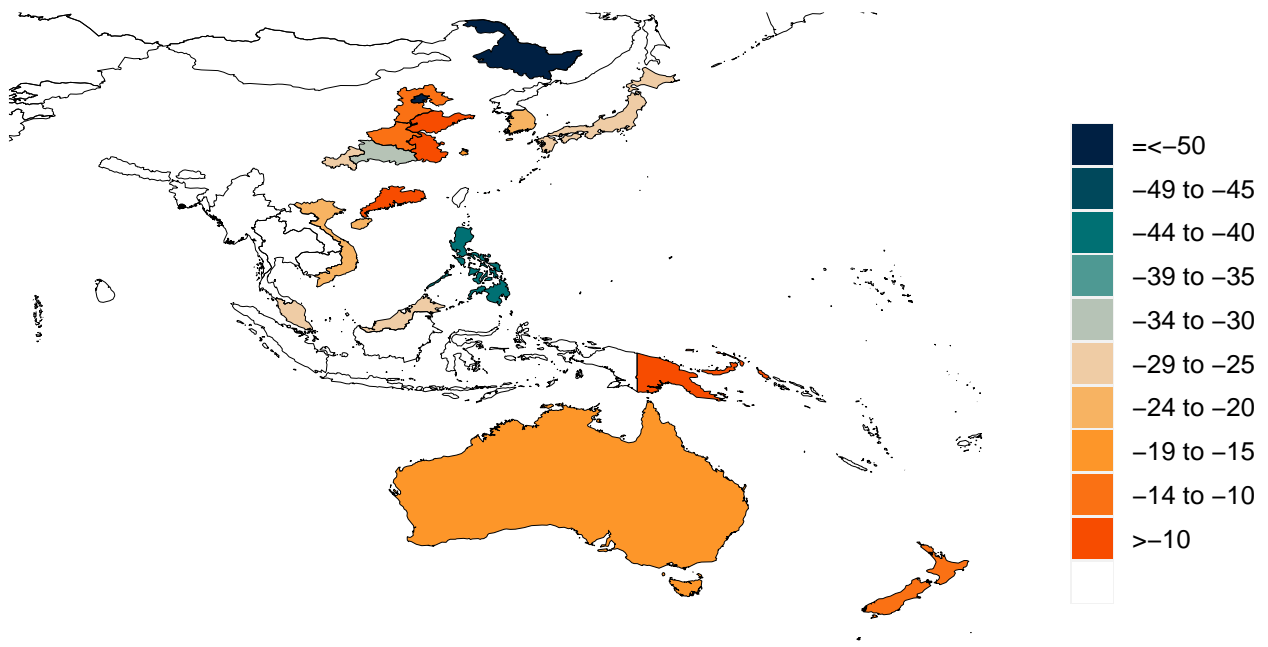 =<−50
−49 to −45
−44 to −40
−39 to −35
−34 to −30
−29 to −25
−24 to −20
−19 to −15
−14 to −10
>−10